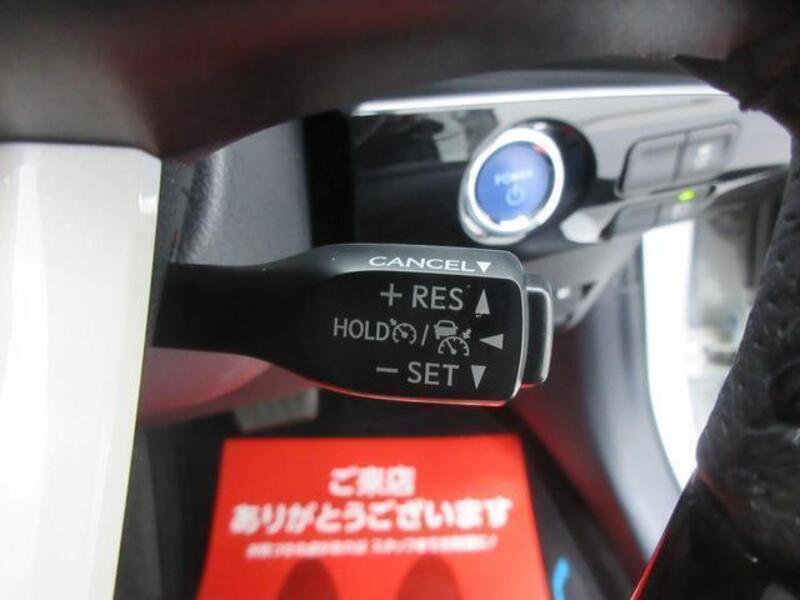 POWER
CANCEL▼
+ RES ▲
HOLD / ◀
− SET ▼
ご来店
ありがとうございます